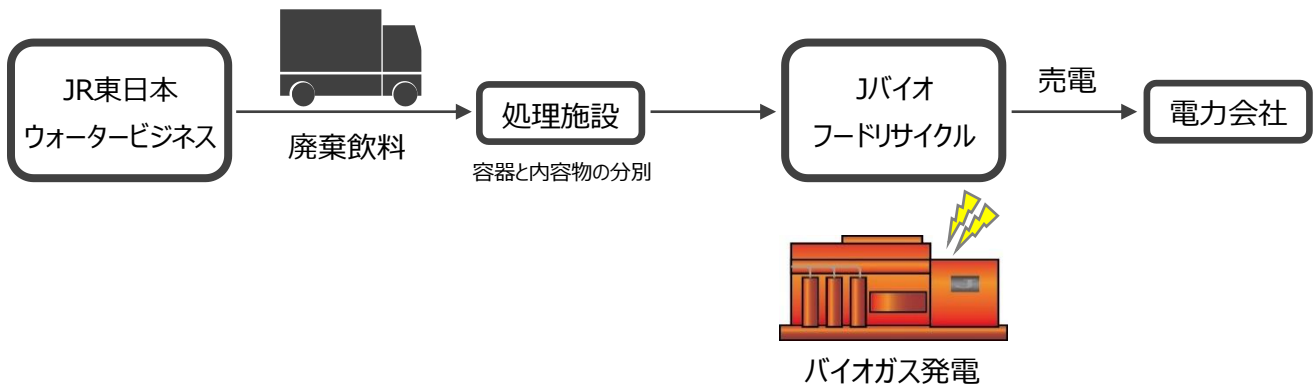 JR東日本
ウォータービジネス
廃棄飲料
処理施設
容器と内容物の分別
Jバイオ
フードリサイクル
売電
電力会社
バイオガス発電